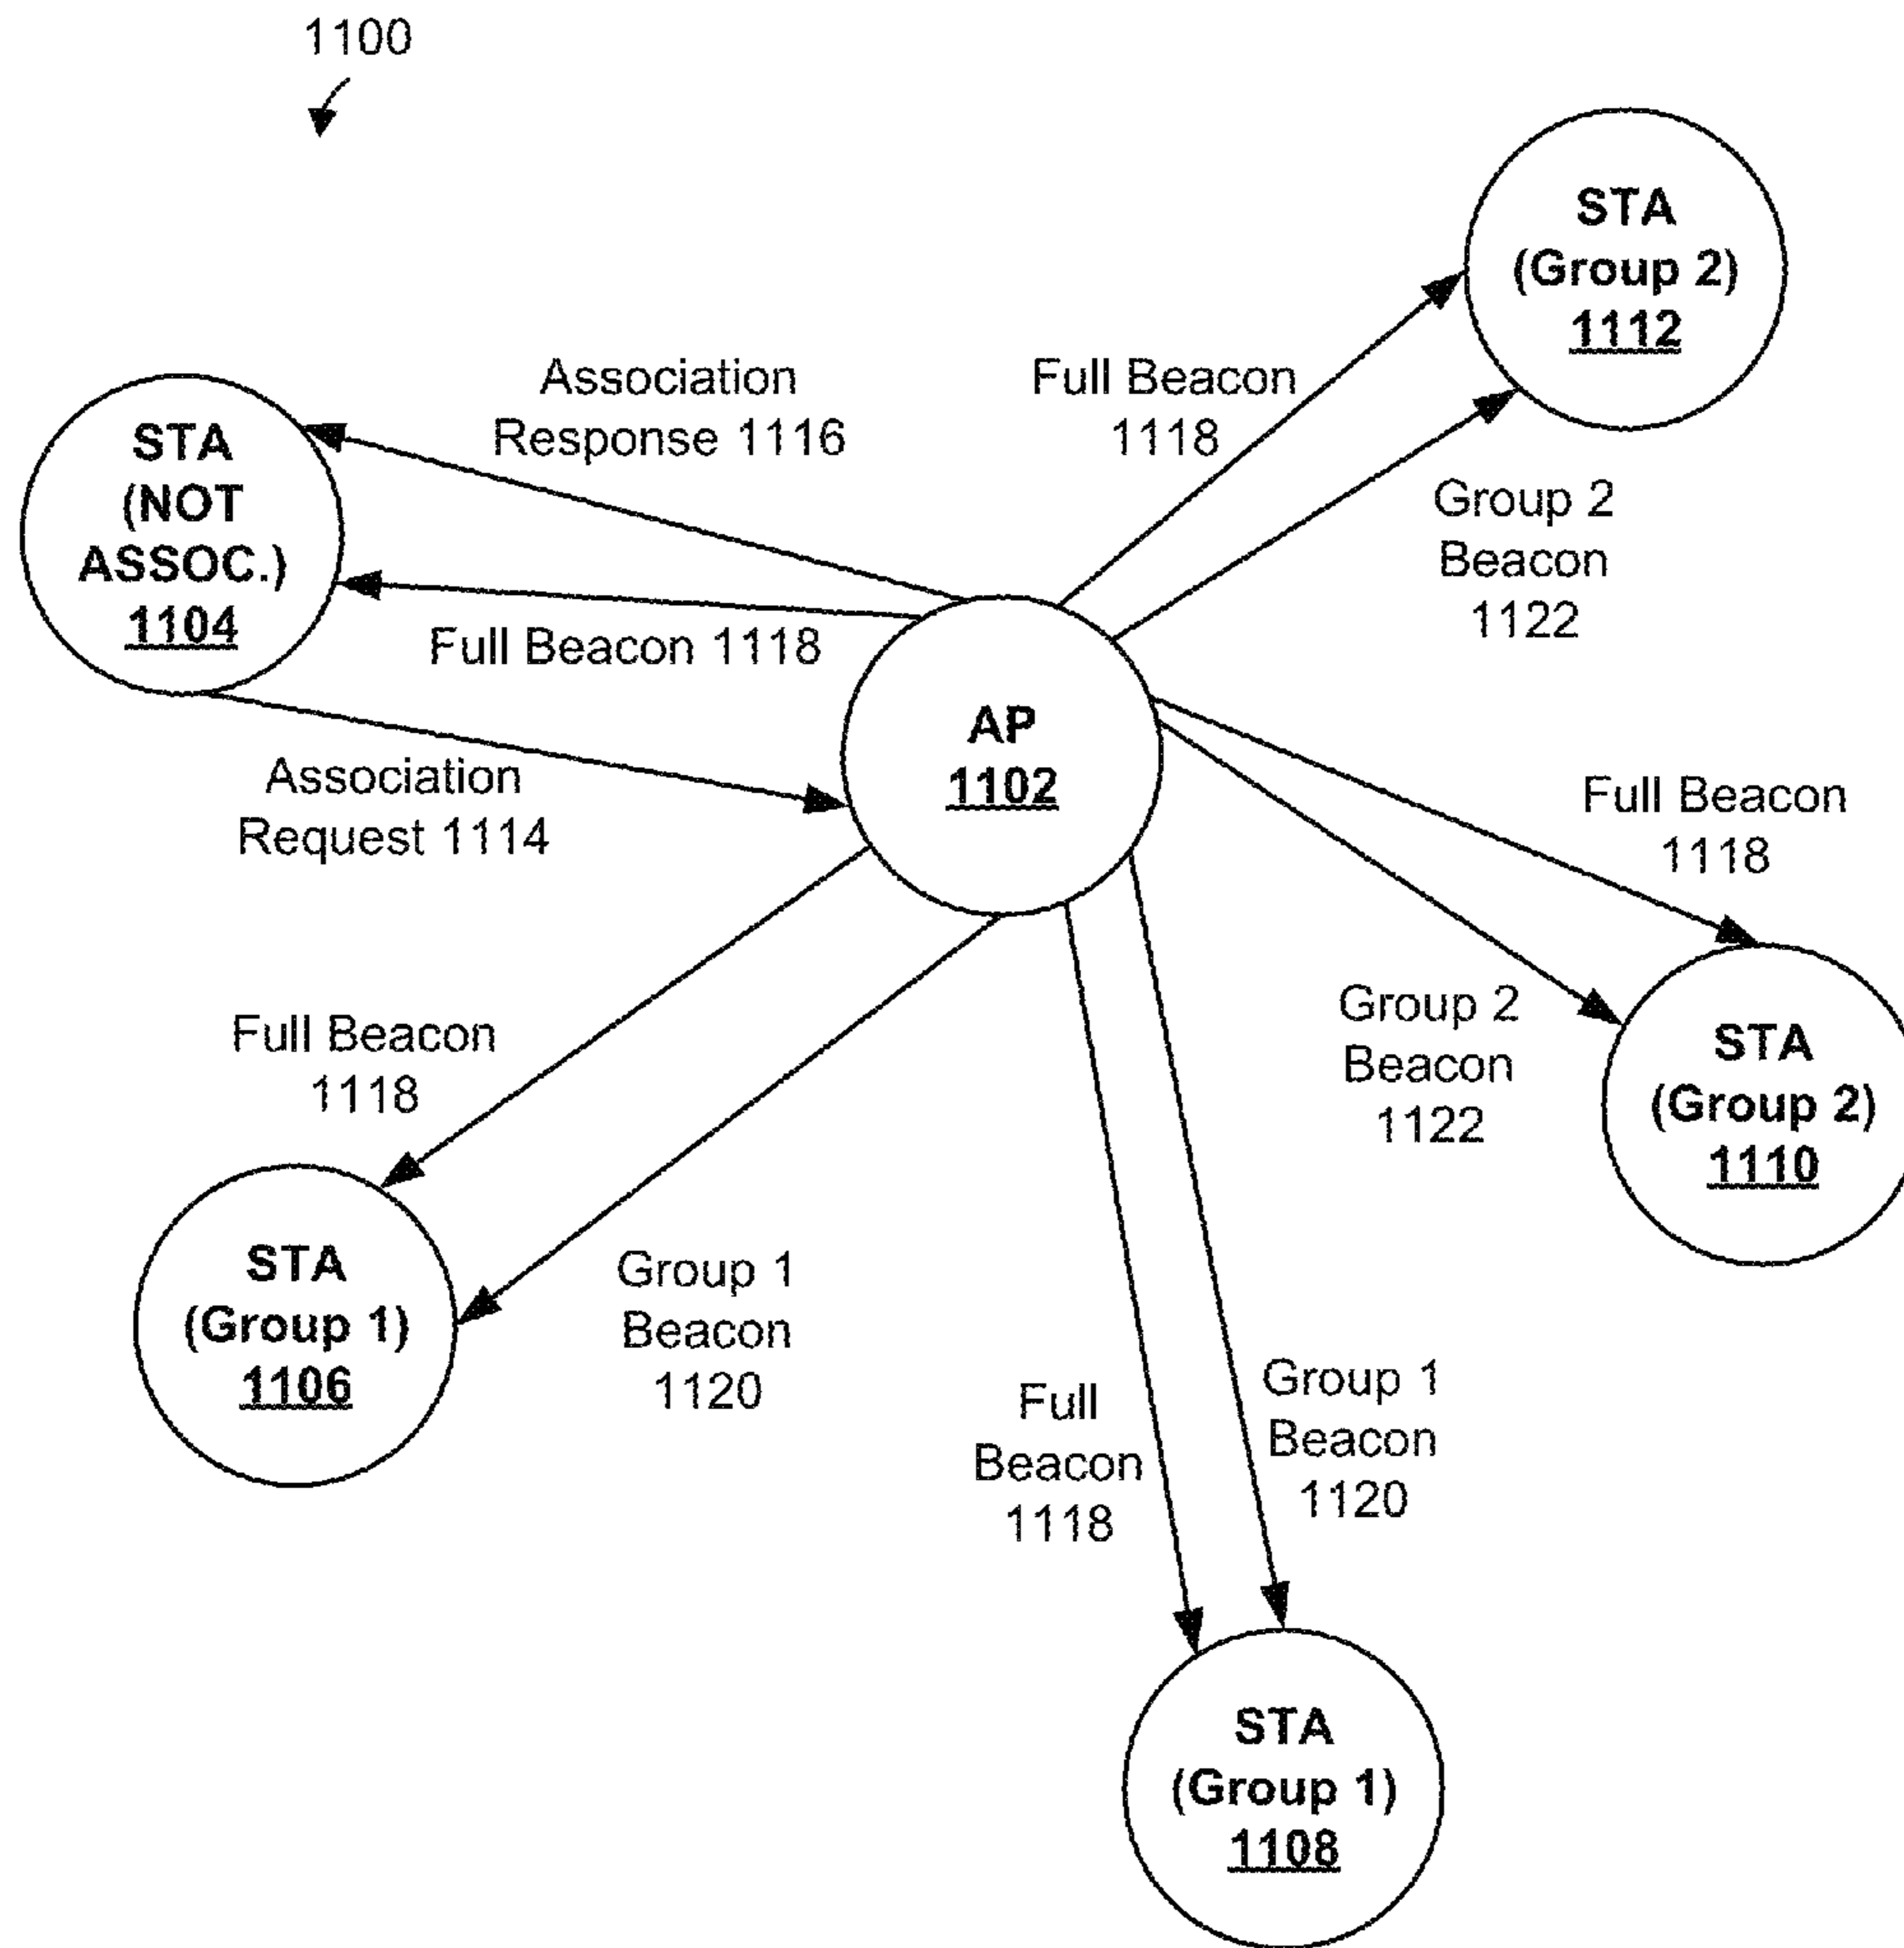 1100
STA
(Group 2)
1112
Association
Response 1116
Full Beacon
1118
STA
(NOT
ASSOC.)
1104
Group 2
Beacon
1122
Full Beacon 1118
AP
1102
Association
Request 1114
Full Beacon
1118
Full Beacon
1118
Group 2
Beacon
1122
STA
(Group 2)
1110
STA
(Group 1)
1106
Group 1
Beacon
1120
Full
Beacon
1118
Group 1
Beacon
1120
STA
(Group 1)
1108